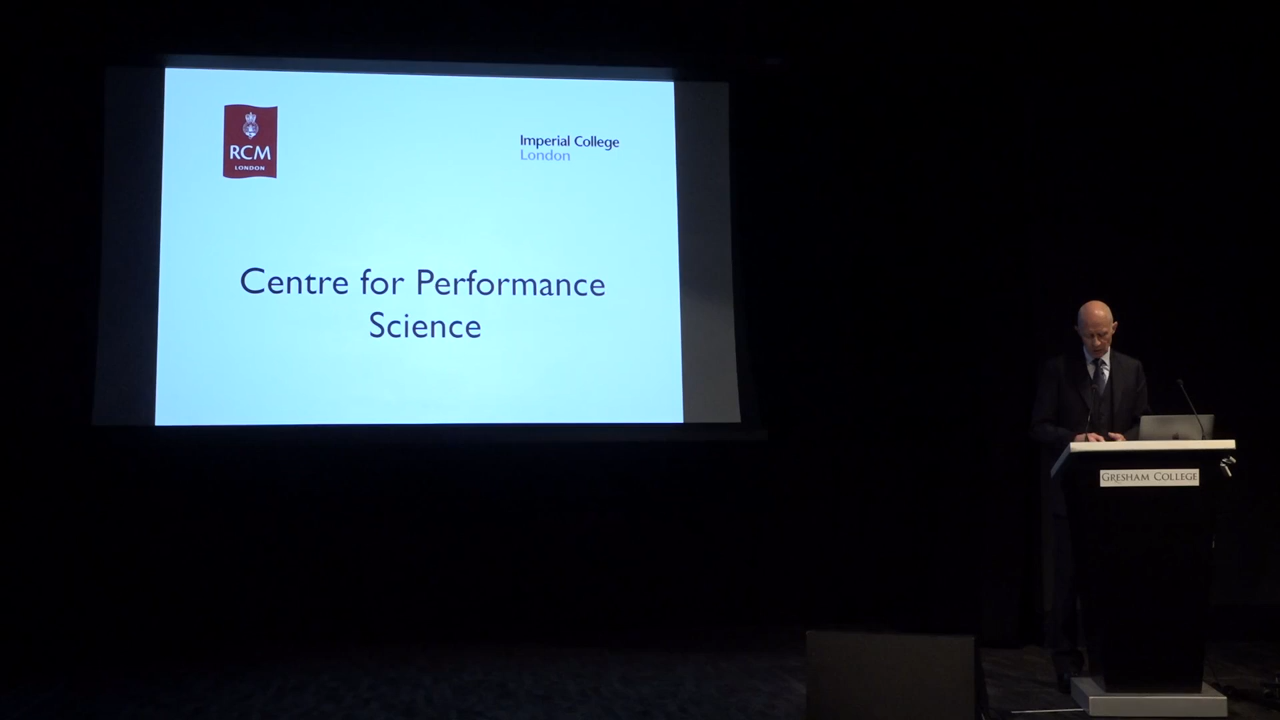 RCM
LONDON
Imperial College
London
Centre for Performance
Science
GRESHAM COLLEGE